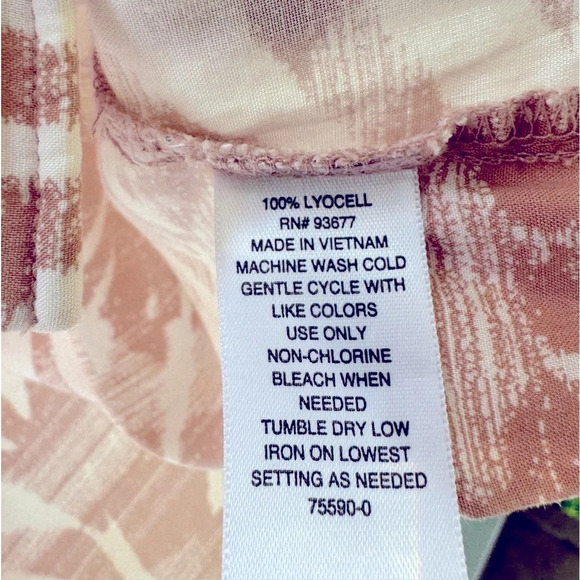 100% LYOCELL
RN# 93677
MADE IN VIETNAM
MACHINE WASH COLD
GENTLE CYCLE WITH
LIKE COLORS
USE ONLY
NON-CHLORINE
BLEACH WHEN
NEEDED
TUMBLE DRY LOW
IRON ON LOWEST
SETTING AS NEEDED
75590-0